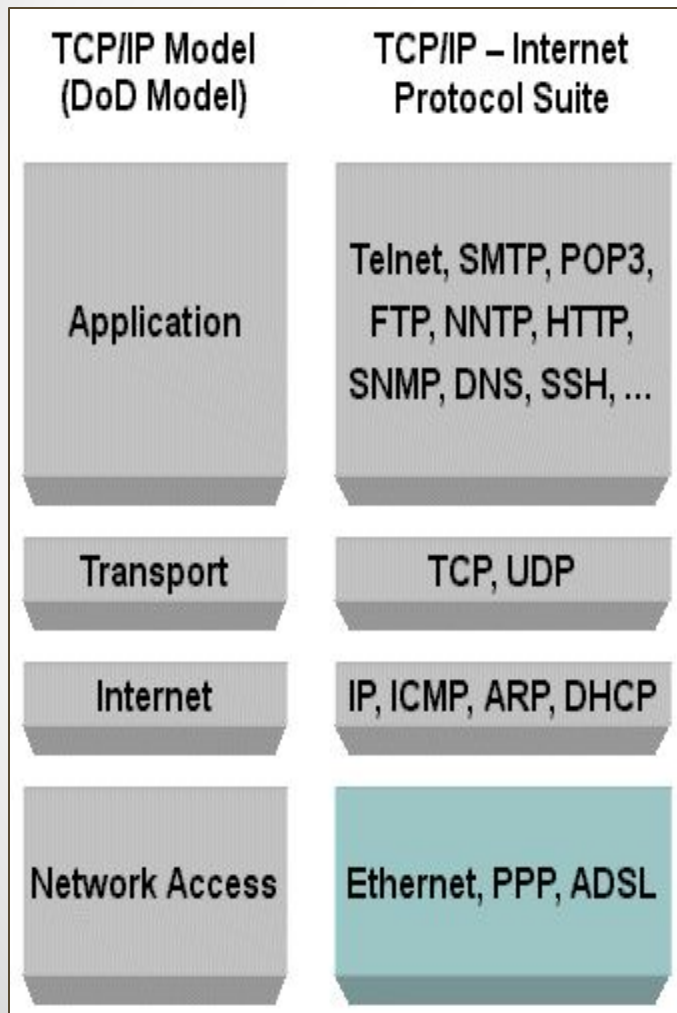 TCP/IP Model
(DoD Model)
TCP/IP – Internet
Protocol Suite
Application
Telnet, SMTP, POP3,
FTP, NNTP, HTTP,
SNMP, DNS, SSH, ...
Transport
TCP, UDP
Internet
IP, ICMP, ARP, DHCP
Network Access
Ethernet, PPP, ADSL